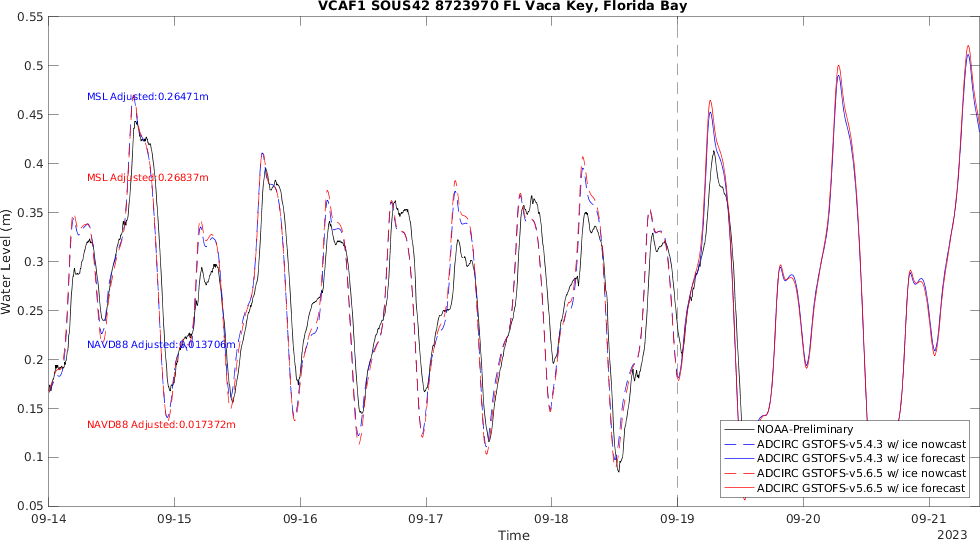 VCAF1 SOUS42 8723970 FL Vaca Key, Florida Bay
Water Level (m)
0.55
0.5
0.45
0.4
0.35
0.3
0.25
0.2
0.15
0.1
0.05
MSL Adjusted:0.26471m
MSL Adjusted:0.26837m
NAVD88 Adjusted:0.013706m
NAVD88 Adjusted:0.017372m
NOAA-Preliminary
ADCIRC GSTOFS-v5.4.3 w/ ice nowcast
ADCIRC GSTOFS-v5.4.3 w/ ice forecast
ADCIRC GSTOFS-v5.6.5 w/ ice nowcast
ADCIRC GSTOFS-v5.6.5 w/ ice forecast
09-14 09-15 09-16 09-17 09-18 09-19 09-20 09-21
Time
2023